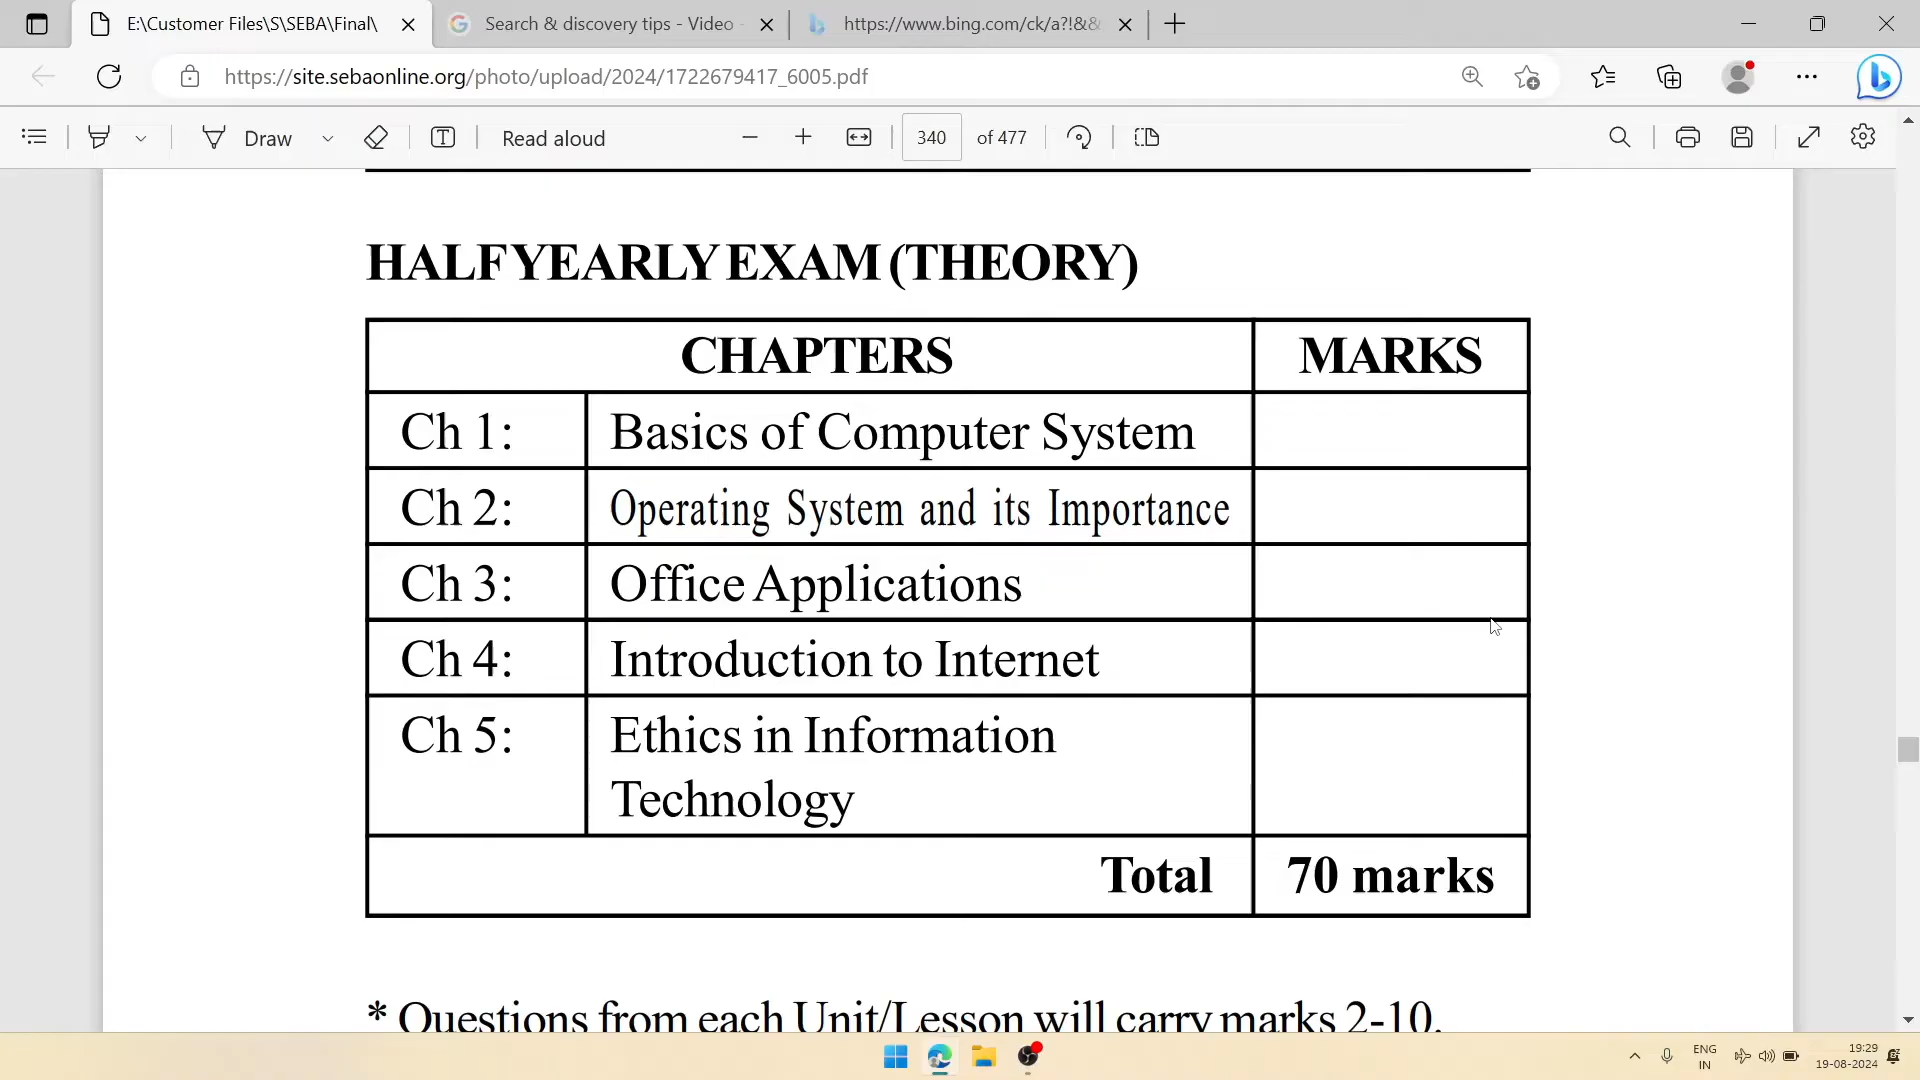 E:\Customer Files\S\SEBA\Final\
Search & discovery tips - Video -
https://www.bing.com/ck/a?!&&
https://site.sebaonline.org/photo/upload/2024/1722679417_6005.pdf
Draw
Read aloud
340 of 477
HALF YEARLY EXAM (THEORY)
CHAPTERS MARKS
Ch 1: Basics of Computer System
Ch 2: Operating System and its Importance
Ch 3: Office Applications
Ch 4: Introduction to Internet
Ch 5: Ethics in Information
Technology
Total 70 marks
* Questions from each Unit/Lesson will carry marks 2-10.
ENG
IN
19:29
19-08-2024